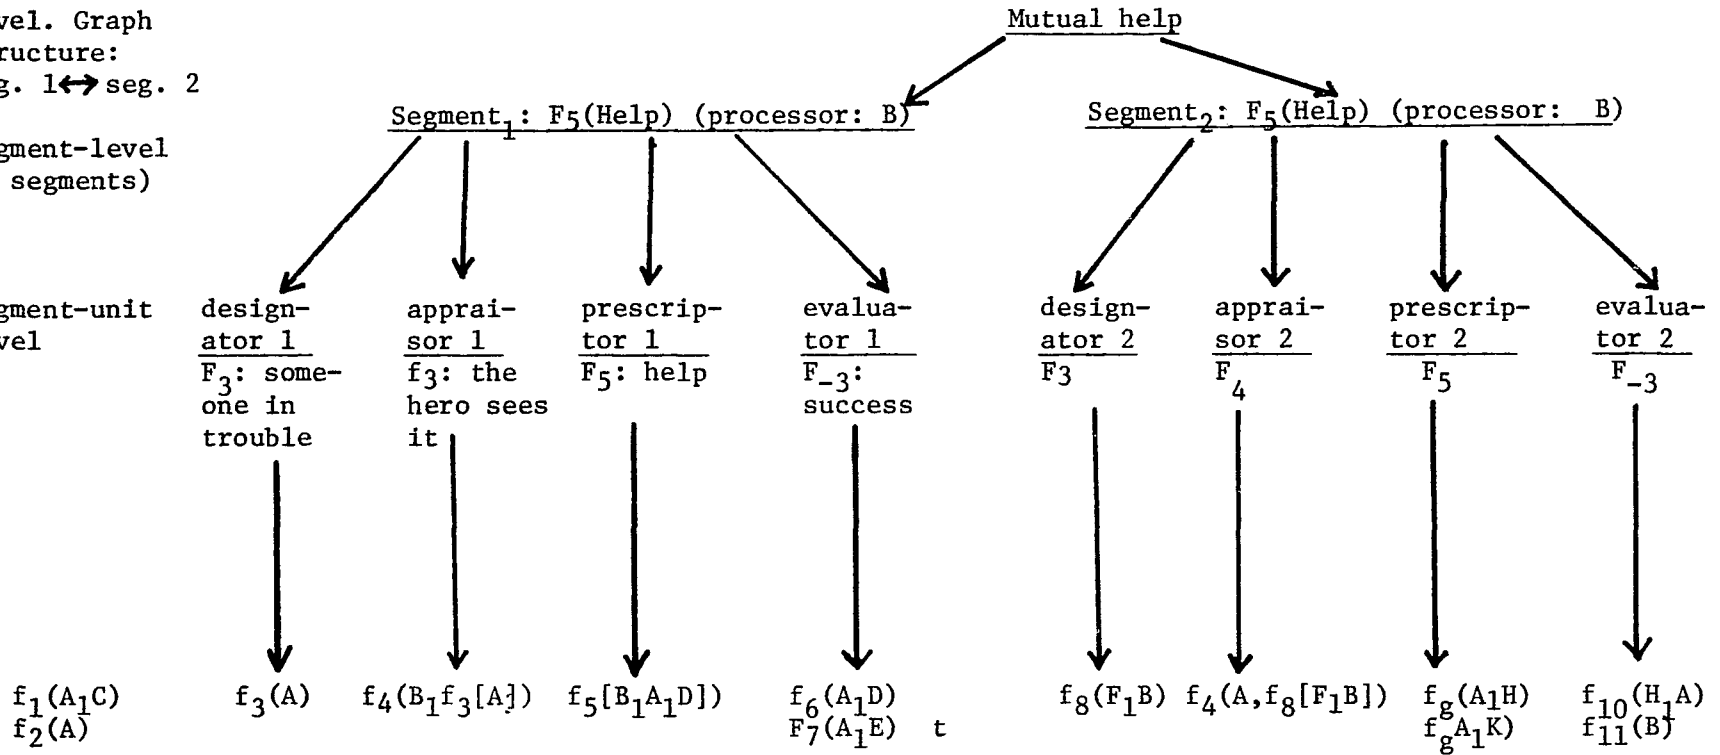 vel. Graph
ructure:
g. 1↔ seg. 2
Mutual help
Segment₁: F₅(Help) (processor: B)
Segment₂: F₅(Help) (processor: B)
gment-level
segments)
gment-unit
vel
design-
ator 1
F₃: some-
one in
trouble
apprai-
sor 1
f₃: the
hero sees
it
prescrip-
tor 1
F₅: help
evalua-
tor 1
F₋₃:
success
design-
ator 2
F₃
apprai-
sor 2
F₄
prescrip-
tor 2
F₅
evalua-
tor 2
F₋₃
f₁(A₁C)
f₂(A)
f₃(A)
f₄(B₁f₃[A])
f₅[B₁A₁D])
f₆(A₁D)
F₇(A₁E) t
f₈(F₁B)
f₄(A,f₈[F₁B])
f_g(A₁H)
f_gA₁K)
f₁₀(H₁A)
f₁₁(B)